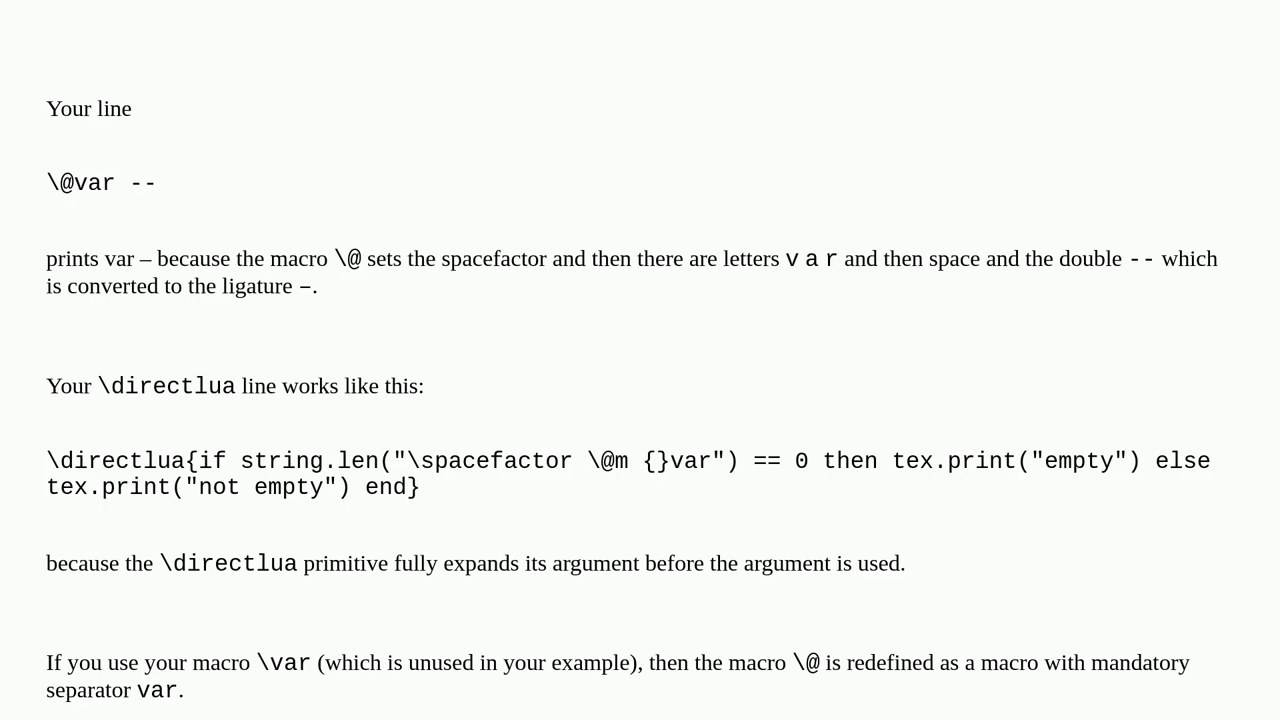 Your line
\@var --
prints var – because the macro \@ sets the spacefactor and then there are letters v a r and then space and the double -- which
is converted to the ligature –.
Your \directlua line works like this:
\directlua{if string.len("\spacefactor \@m {}var") == 0 then tex.print("empty") else
tex.print("not empty") end}
because the \directlua primitive fully expands its argument before the argument is used.
If you use your macro \var (which is unused in your example), then the macro \@ is redefined as a macro with mandatory
separator var.